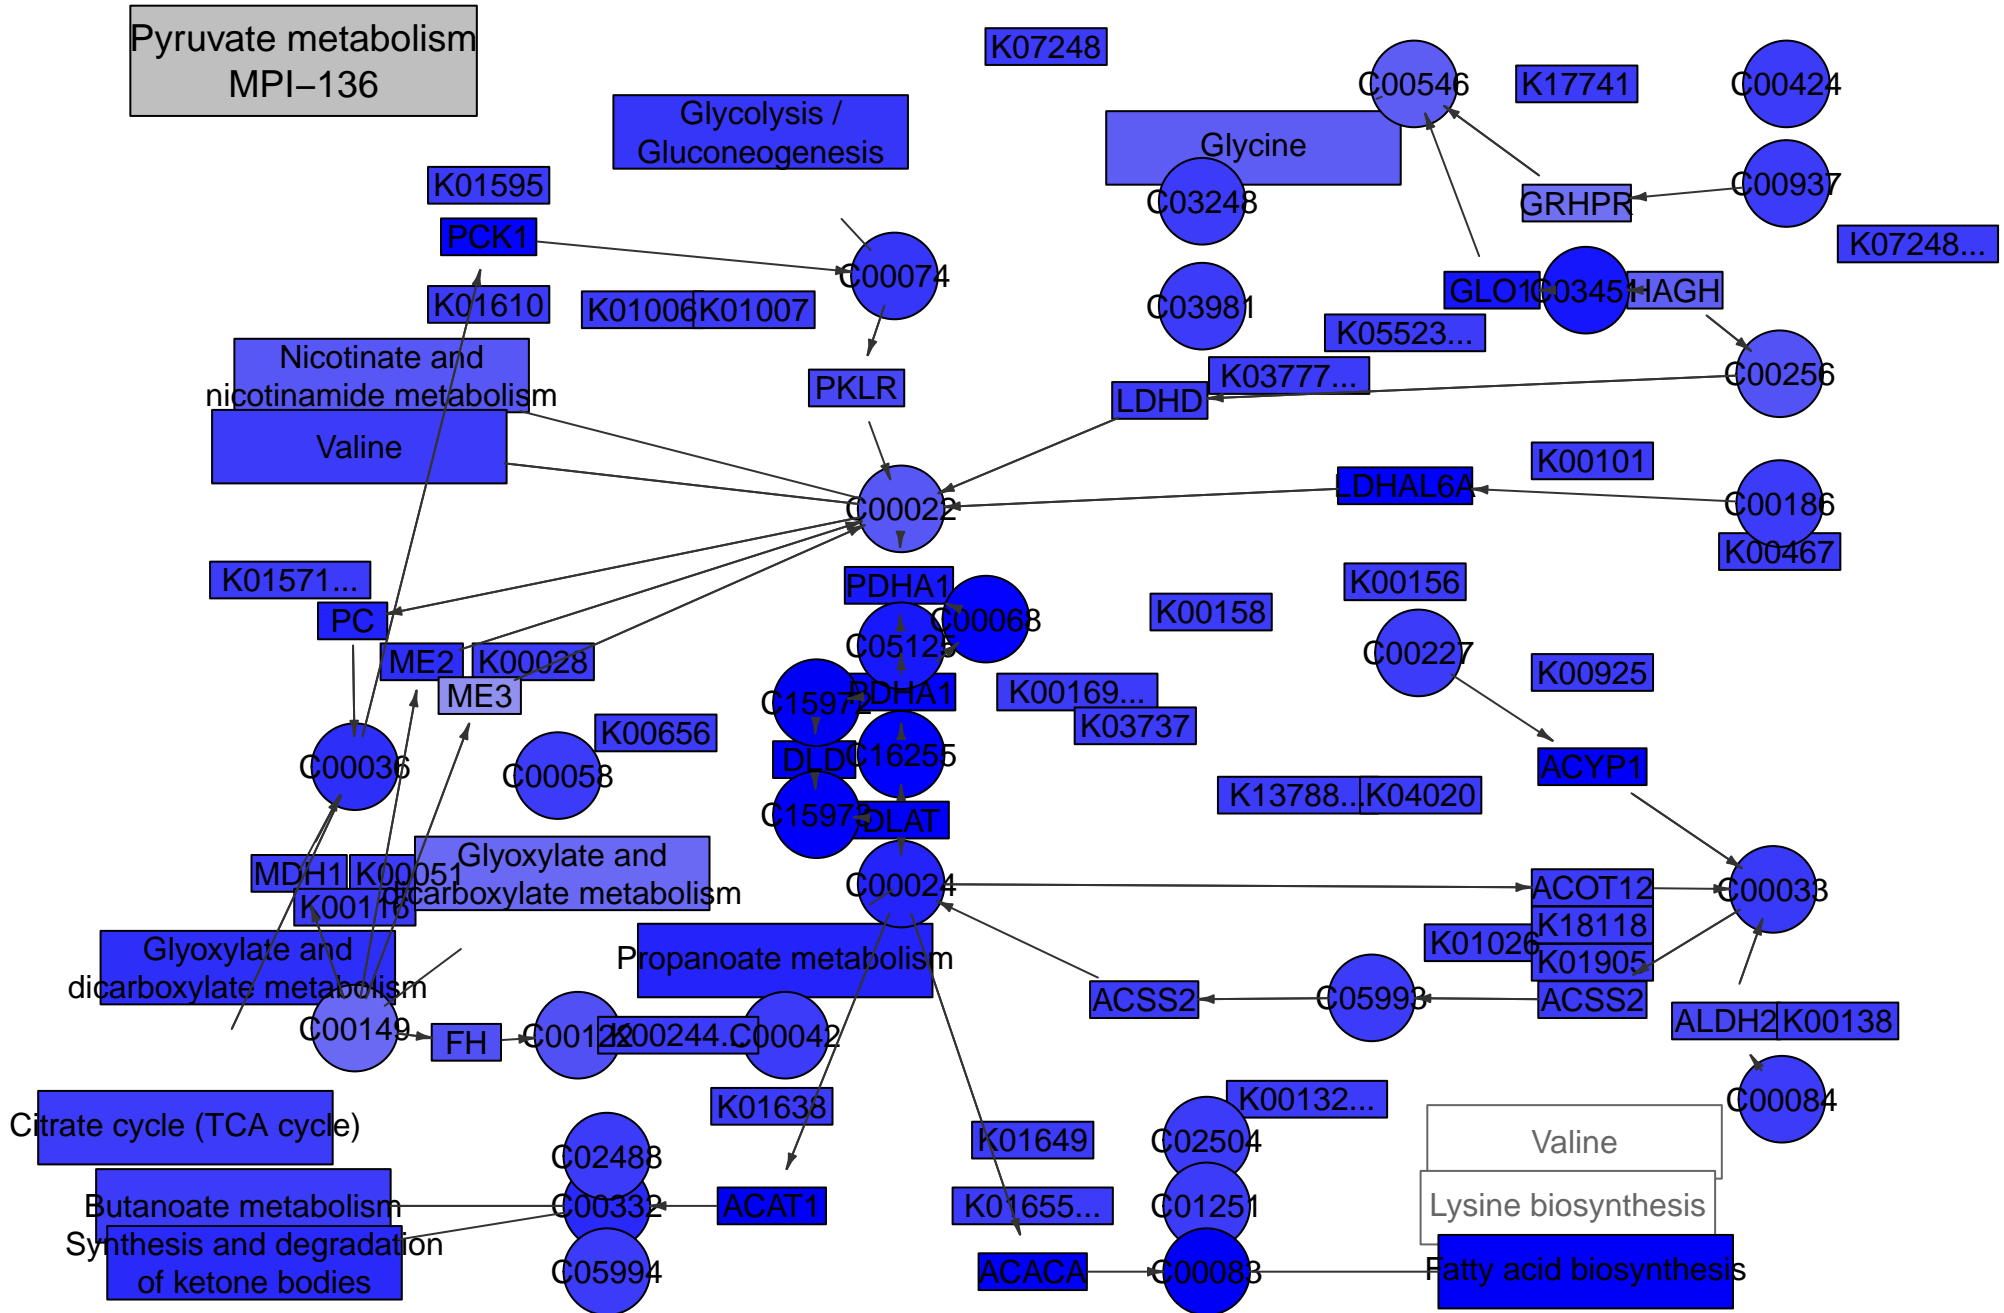 Pyruvate metabolism
MPI−136
K07248
C00546
K17741
C00424
Glycolysis /
Gluconeogenesis
Glycine
K01595
C03248
GRHPR
C00937
PCK1
K07248...
C00074
K01610
K01006
K01007
C03981
GLO1
C03451
HAGH
K05523...
Nicotinate and
nicotinamide metabolism
PKLR
K03777...
LDHD
C00256
Valine
K00101
LDHAL6A
C00022
C00186
K00467
K01571...
PDHA1
K00156
PC
C00068
K00158
C05125
C00227
ME2
K00028
ME3
K00925
C15972
PDHA1
K00169...
K00656
K03737
C00036
C00058
DLD
C16255
ACYP1
C15973
DLAT
K13788...
K04020
MDH1
K00051
Glyoxylate and
dicarboxylate metabolism
C00024
ACOT12
C00033
K00116
K18118
Glyoxylate and
dicarboxylate metabolism
Propanoate metabolism
K01026
K01905
ACSS2
C05993
ACSS2
C00149
FH
C00122
K00244...
C00042
ALDH2
K00138
K01638
K00132...
C00084
Citrate cycle (TCA cycle)
C02488
K01649
C02504
Valine
Butanoate metabolism
C00332
ACAT1
K01655...
C01251
Lysine biosynthesis
Synthesis and degradation
of ketone bodies
C05994
ACACA
C00083
Fatty acid biosynthesis